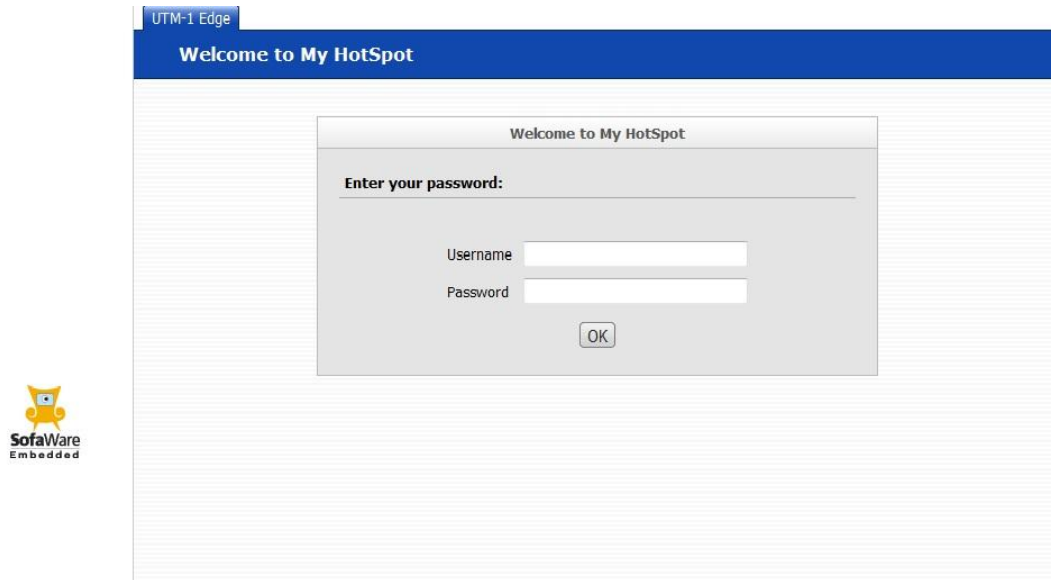 UTM-1 Edge
Welcome to My HotSpot
Welcome to My HotSpot
Enter your password:
Username
Password
OK
SofaWare
Embedded